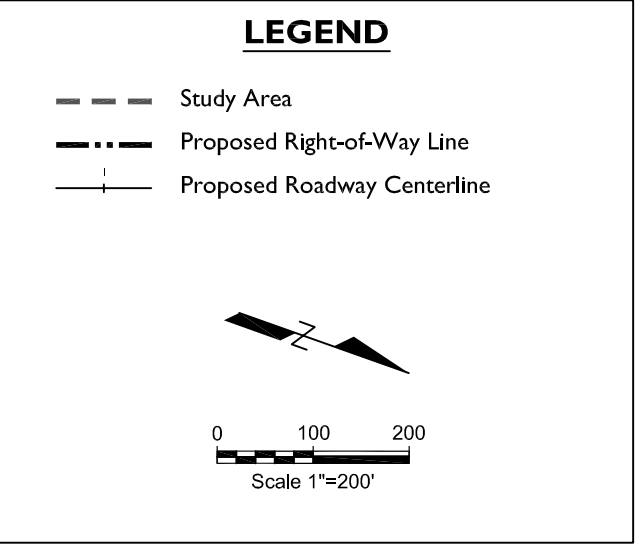 LEGEND
Study Area
Proposed Right-of-Way Line
Proposed Roadway Centerline
N
0 100 200
Scale 1"=200'